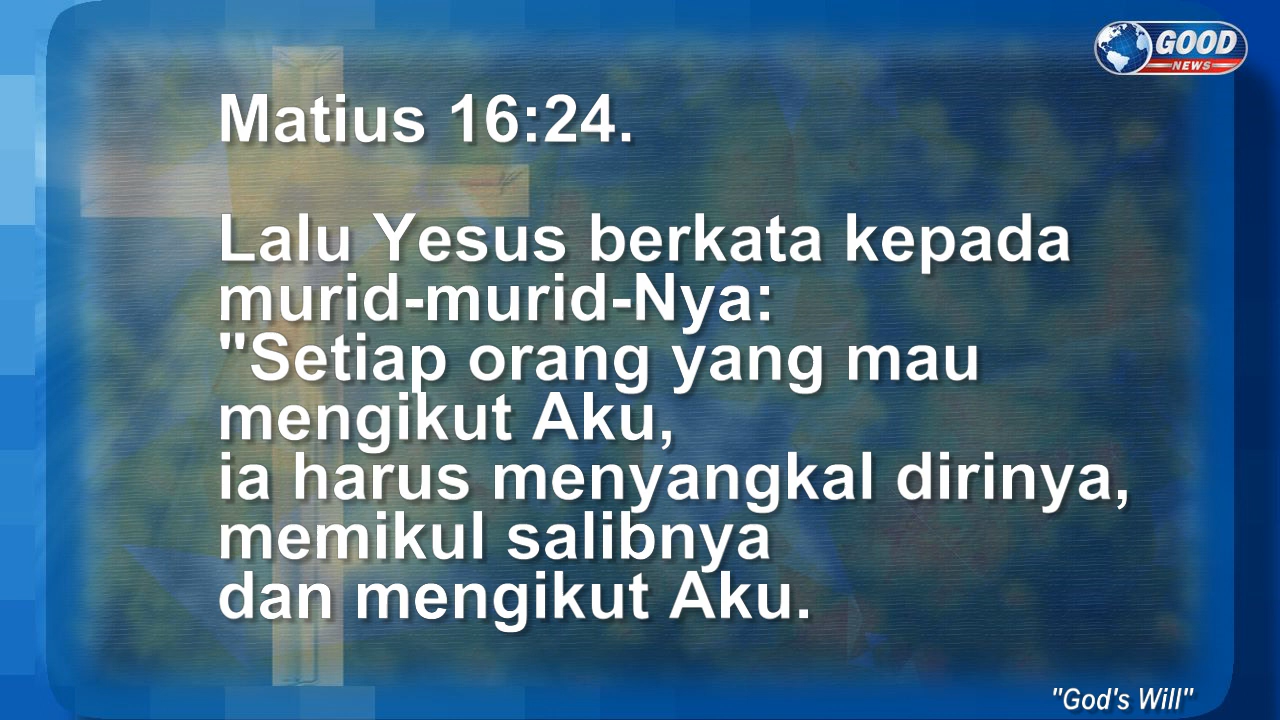 GOOD
NEWS
Matius 16:24.
Lalu Yesus berkata kepada
murid-murid-Nya:
"Setiap orang yang mau
mengikut Aku,
ia harus menyangkal dirinya,
memikul salibnya
dan mengikut Aku.
"God's Will"